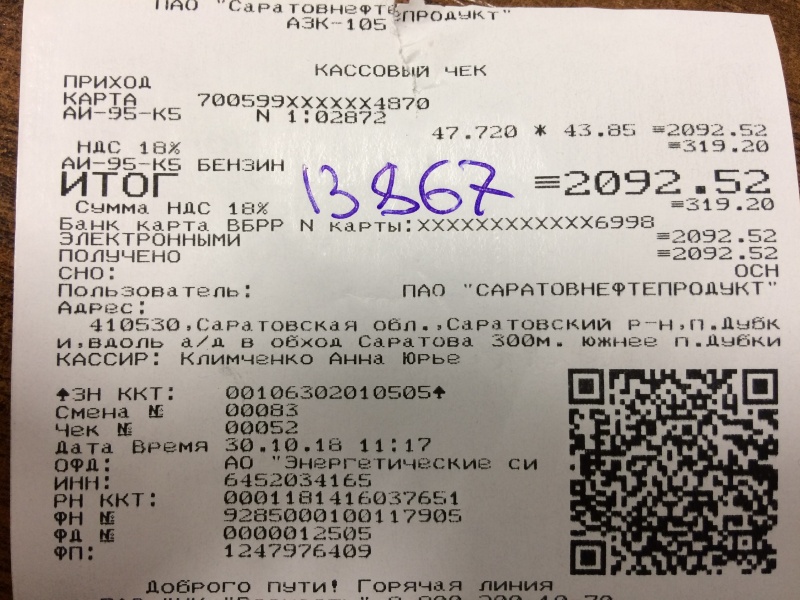 ПАО "Саратовнефтепродукт"
АЗК-105
КАССОВЫЙ ЧЕК
ПРИХОД
КАРТА 700599XXXXXX4870
АИ-95-К5 N 1:02872
47.720 * 43.85 =2092.52
НДС 18% =319.20
АИ-95-К5 БЕНЗИН
ИТОГ =2092.52
13867
Сумма НДС 18% =319.20
Банк карта ВБРР N карты:XXXXXXXXXXXX6998
ЭЛЕКТРОННЫМИ =2092.52
ПОЛУЧЕНО =2092.52
СНО: ОСН
Пользователь: ПАО "САРАТОВНЕФТЕПРОДУКТ"
Адрес:
410530,Саратовская обл.,Саратовский р-н,п.Дубк
и,вдоль а/д в обход Саратова 300м. южнее п.Дубки
КАССИР: Климченко Анна Юрье
↑ЗН ККТ: 00106302010505↑
Смена № 00083
Чек № 00052
Дата Время 30.10.18 11:17
ОФД: АО "Энергетические си
ИНН: 6452034165
РН ККТ: 0001181416037651
ФН № 9285000100117905
ФД № 0000012505
ФП: 1247976409
Доброго пути! Горячая линия